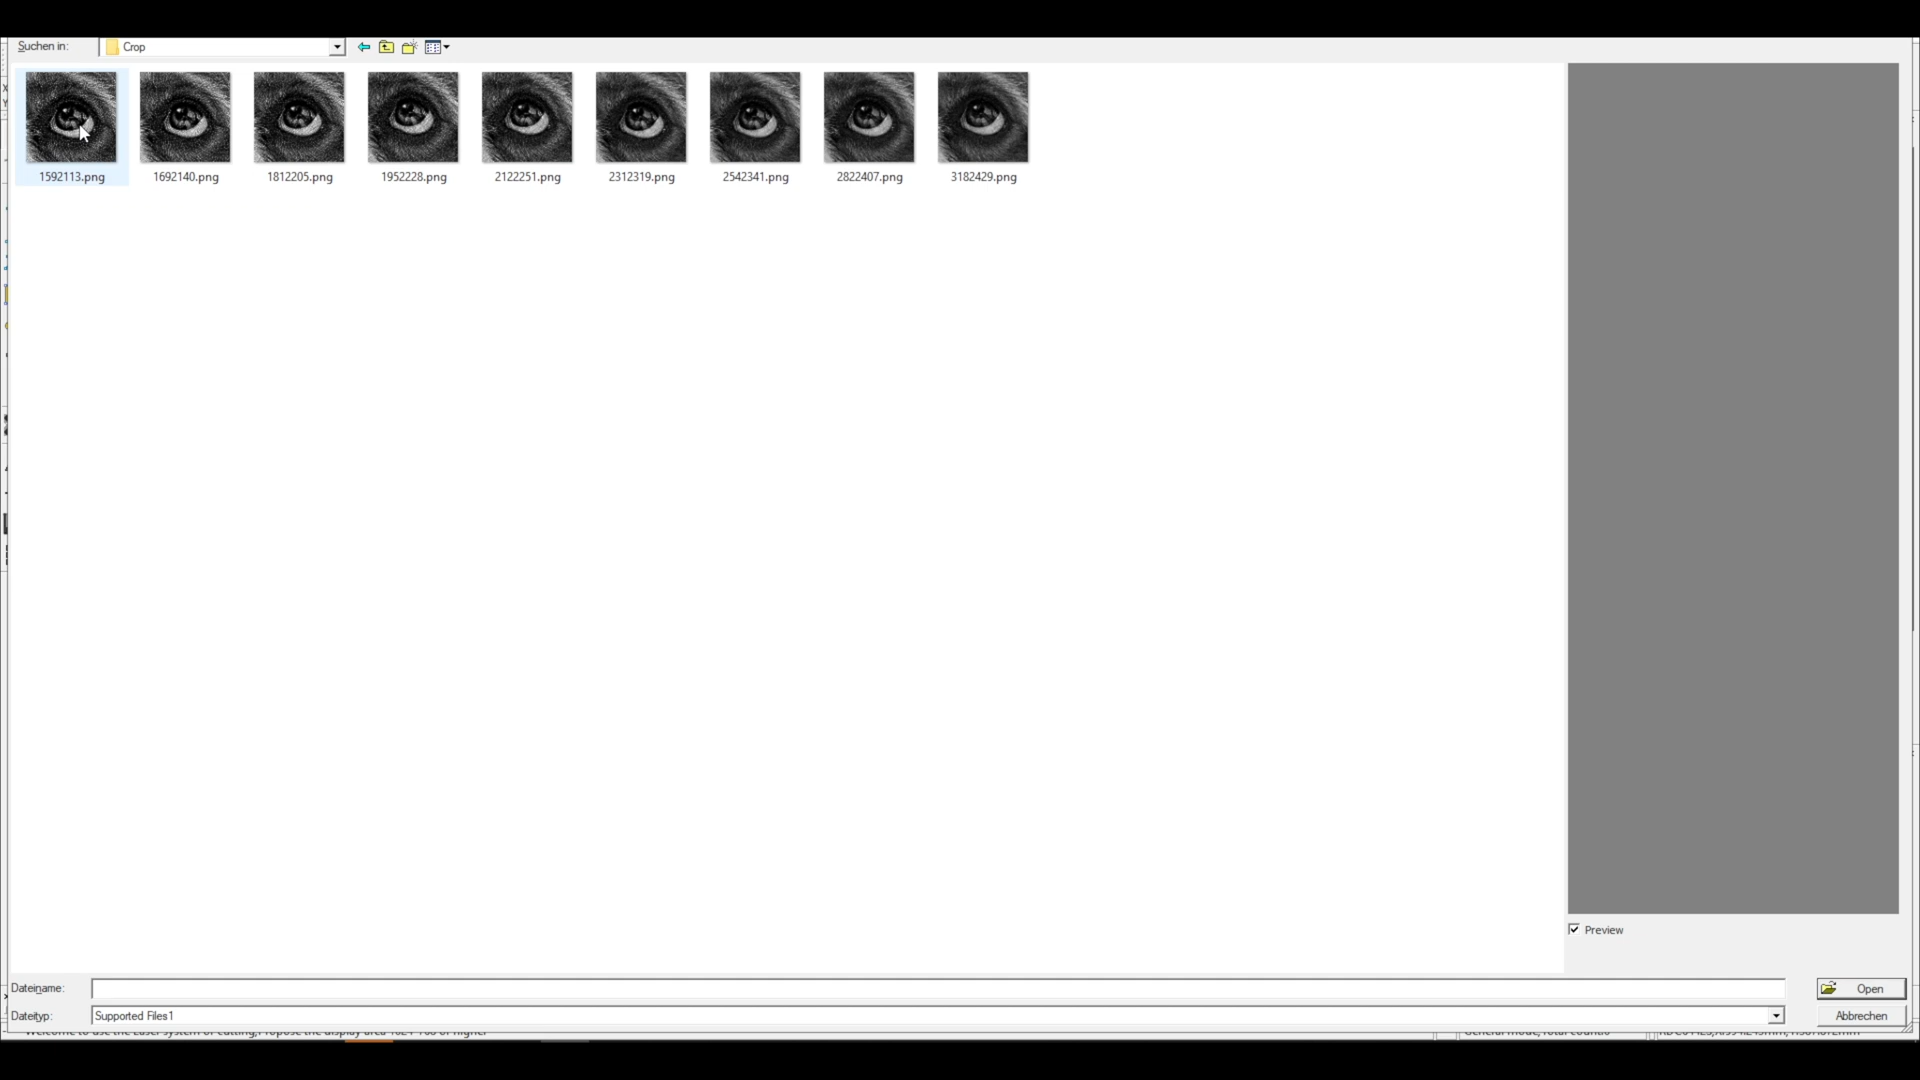 Suchen in: Crop
1592113.png 1692140.png 1812205.png 1952228.png 2122251.png 2312319.png 2542341.png 2822407.png 3182429.png
Preview
Dateiname: Open
Dateityp: Supported Files1 Abbrechen